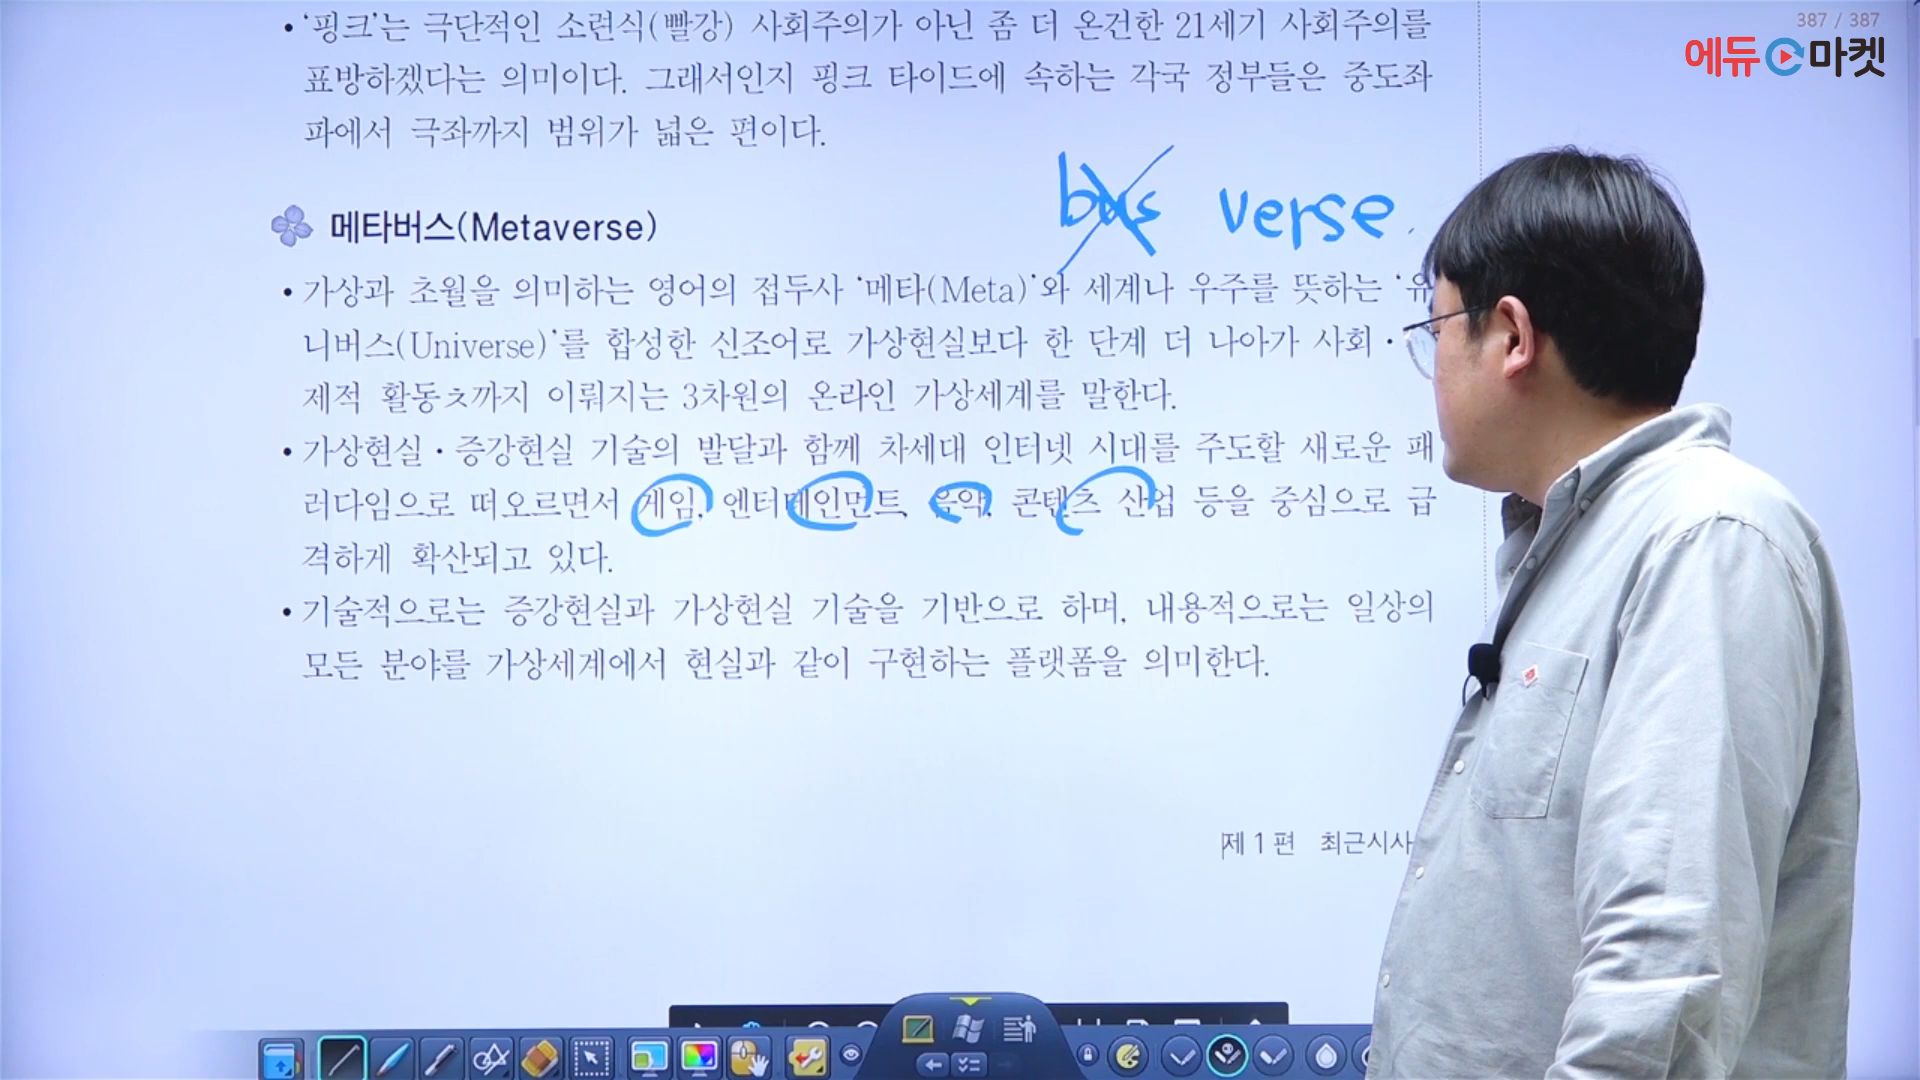 387 / 387
에듀마켓
• '핑크'는 극단적인 소련식(빨강) 사회주의가 아닌 좀 더 온건한 21세기 사회주의를
표방하겠다는 의미이다. 그래서인지 핑크 타이드에 속하는 각국 정부들은 중도좌
파에서 극좌까지 범위가 넓은 편이다.
bus verse
메타버스(Metaverse)
• 가상과 초월을 의미하는 영어의 접두사 '메타(Meta)'와 세계나 우주를 뜻하는 '유
니버스(Universe)'를 합성한 신조어로 가상현실보다 한 단계 더 나아가 사회·
제적 활동ㅊ까지 이뤄지는 3차원의 온라인 가상세계를 말한다.
• 가상현실·증강현실 기술의 발달과 함께 차세대 인터넷 시대를 주도할 새로운 패
러다임으로 떠오르면서 게임, 엔터테인먼트, 음악, 콘텐츠 산업 등을 중심으로 급
격하게 확산되고 있다.
• 기술적으로는 증강현실과 가상현실 기술을 기반으로 하며, 내용적으로는 일상의
모든 분야를 가상세계에서 현실과 같이 구현하는 플랫폼을 의미한다.
제 1 편 최근시사